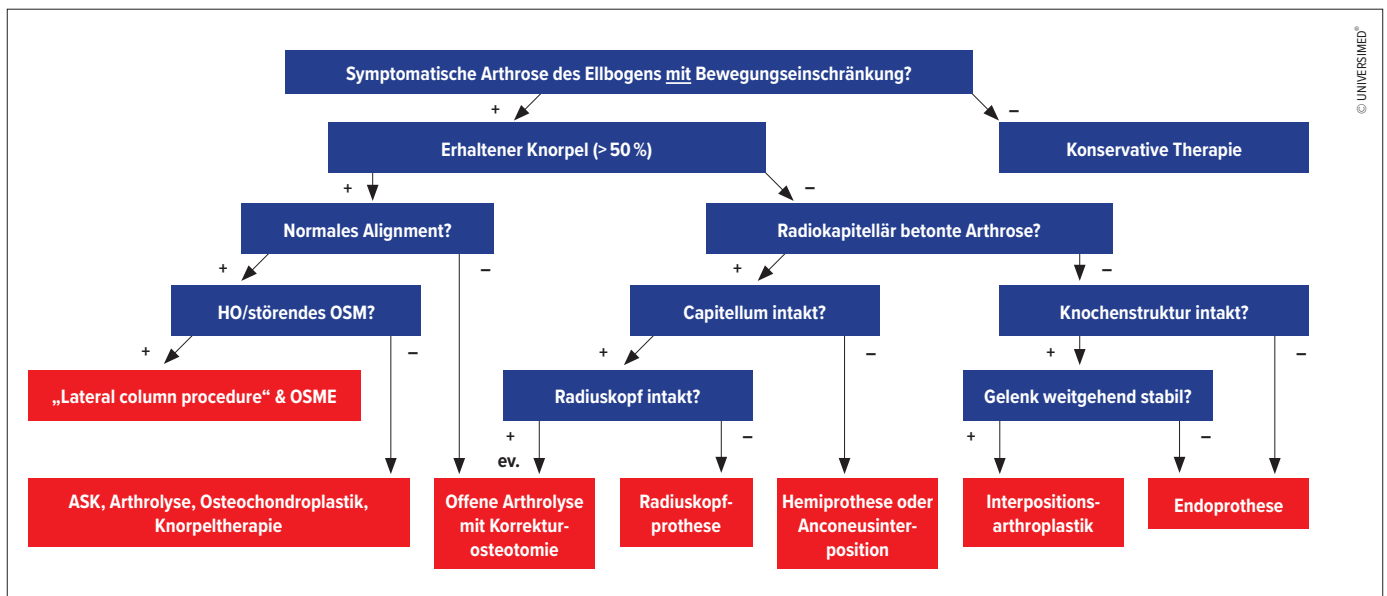 © UNIVERSIMED®
Symptomatische Arthrose des Ellbogens mit Bewegungseinschränkung?
+
–
Erhaltener Knorpel (> 50 %)
Konservative Therapie
+
–
Normales Alignment?
Radiokapitellär betonte Arthrose?
+
–
+
–
HO/störendes OSM?
Capitellum intakt?
Knochenstruktur intakt?
+
–
+
–
+
–
„Lateral column procedure“ & OSME
Radiuskopf intakt?
Gelenk weitgehend stabil?
+
ev.
–
+
–
ASK, Arthrolyse, Osteochondroplastik,
Knorpeltherapie
Offene Arthrolyse
mit Korrektur-
osteotomie
Radiuskopf-
prothese
Hemiprothese oder
Anconeusinter-
position
Interpositions-
arthroplastik
Endoprothese